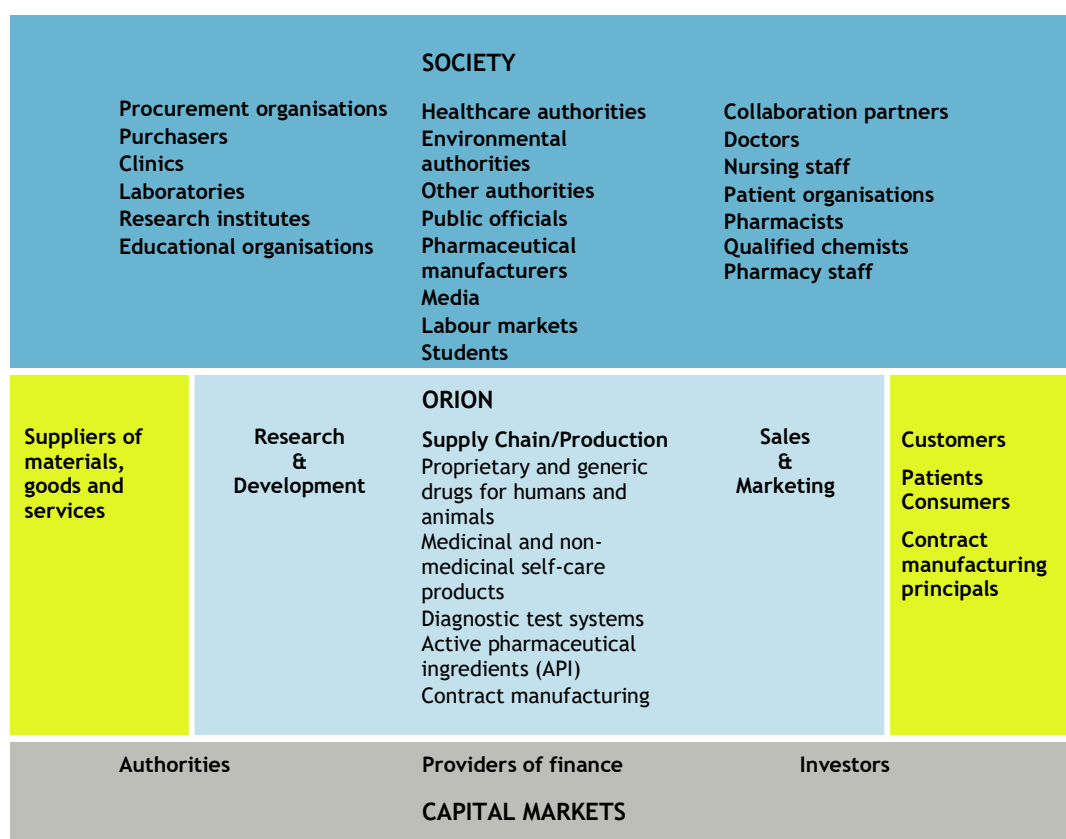 SOCIETY
Procurement organisations
Purchasers
Clinics
Laboratories
Research institutes
Educational organisations
Healthcare authorities
Environmental
authorities
Other authorities
Public officials
Pharmaceutical
manufacturers
Media
Labour markets
Students
Collaboration partners
Doctors
Nursing staff
Patient organisations
Pharmacists
Qualified chemists
Pharmacy staff
Suppliers of
materials,
goods and
services
ORION
Research
&
Development
Supply Chain/Production
Proprietary and generic
drugs for humans and
animals
Medicinal and non-
medicinal self-care
products
Diagnostic test systems
Active pharmaceutical
ingredients (API)
Contract manufacturing
Sales
&
Marketing
Customers
Patients
Consumers
Contract
manufacturing
principals
Authorities
Providers of finance
Investors
CAPITAL MARKETS